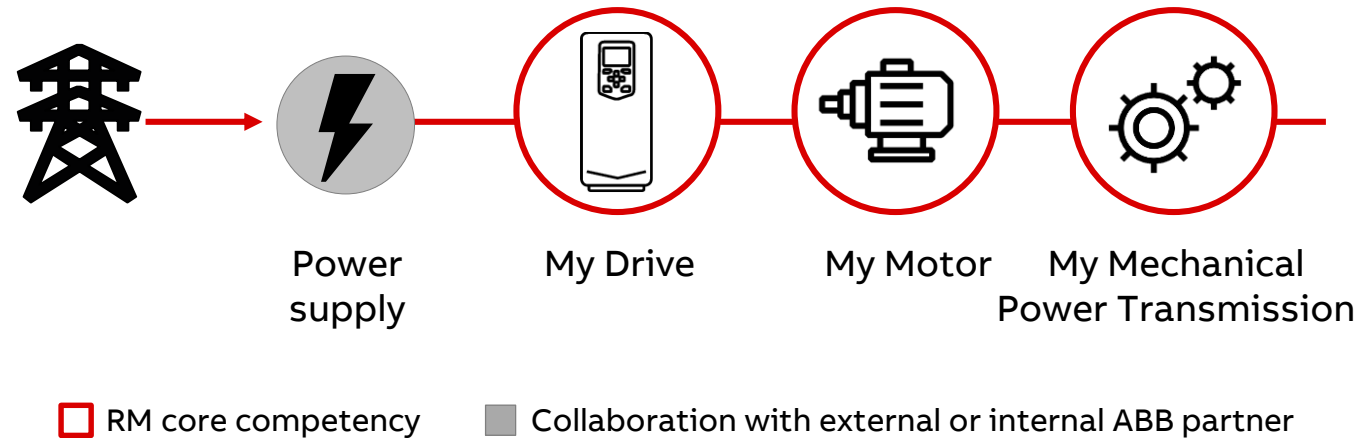 Power
supply
My Drive
My Motor
My Mechanical
Power Transmission
RM core competency
Collaboration with external or internal ABB partner